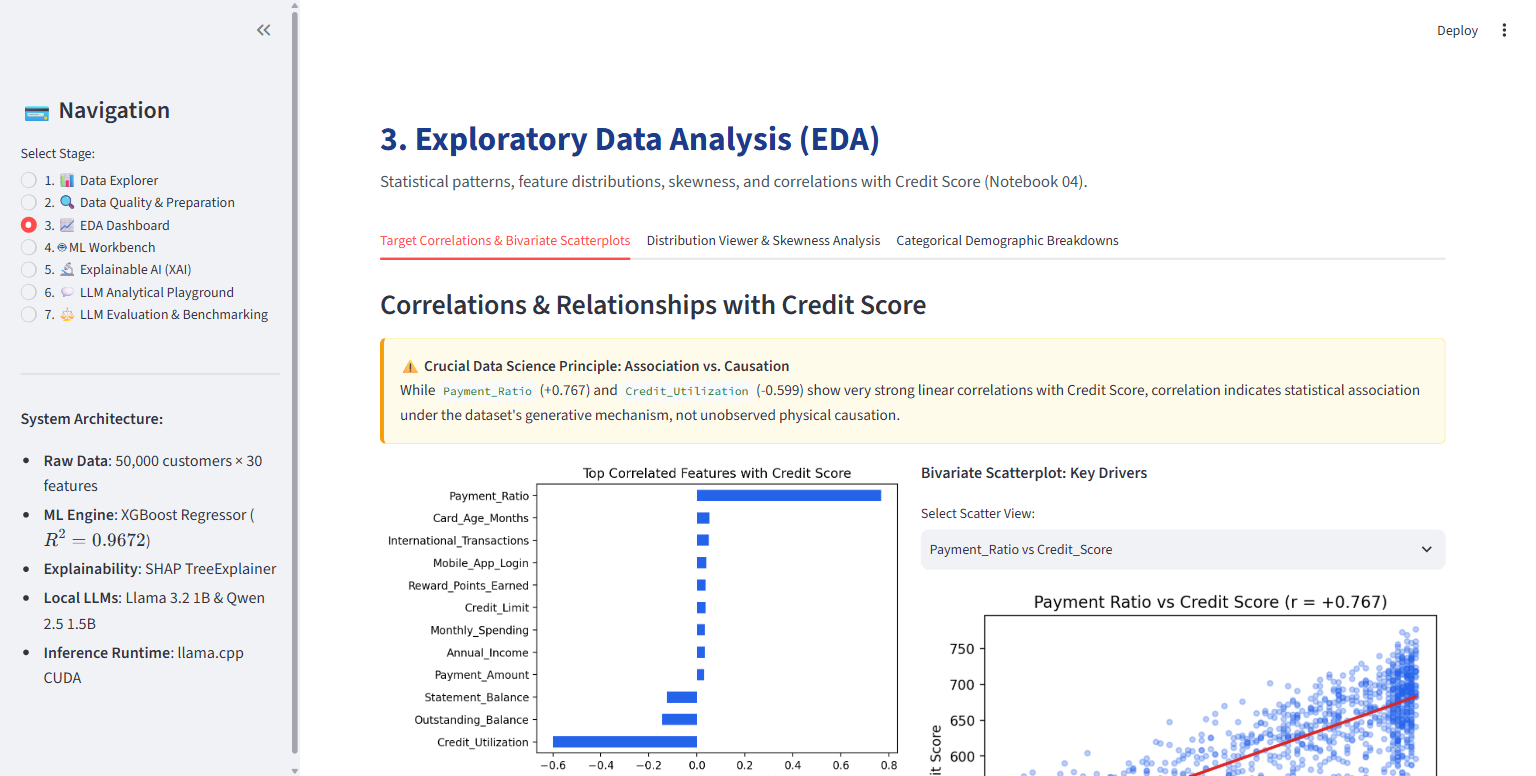 Deploy
Navigation
Select Stage:
1. 📊 Data Explorer
2. 🔍 Data Quality & Preparation
3. 📈 EDA Dashboard
4. ML Workbench
5. 🔬 Explainable AI (XAI)
6. 💬 LLM Analytical Playground
7. ⚖️ LLM Evaluation & Benchmarking
System Architecture:
• Raw Data: 50,000 customers × 30
features
• ML Engine: XGBoost Regressor (
R² = 0.9672)
• Explainability: SHAP TreeExplainer
• Local LLMs: Llama 3.2 1B & Qwen
2.5 1.5B
• Inference Runtime: llama.cpp
CUDA
3. Exploratory Data Analysis (EDA)
Statistical patterns, feature distributions, skewness, and correlations with Credit Score (Notebook 04).
Target Correlations & Bivariate Scatterplots Distribution Viewer & Skewness Analysis Categorical Demographic Breakdowns
Correlations & Relationships with Credit Score
⚠️ Crucial Data Science Principle: Association vs. Causation
While Payment_Ratio (+0.767) and Credit_Utilization (-0.599) show very strong linear correlations with Credit Score, correlation indicates statistical association
under the dataset's generative mechanism, not unobserved physical causation.
Top Correlated Features with Credit Score
Payment_Ratio
Card_Age_Months
International_Transactions
Mobile_App_Login
Reward_Points_Earned
Credit_Limit
Monthly_Spending
Annual_Income
Payment_Amount
Statement_Balance
Outstanding_Balance
Credit_Utilization
−0.6 −0.4 −0.2 0.0 0.2 0.4 0.6 0.8
Bivariate Scatterplot: Key Drivers
Select Scatter View:
Payment_Ratio vs Credit_Score
Payment Ratio vs Credit Score (r = +0.767)
750
700
650
600
it Score